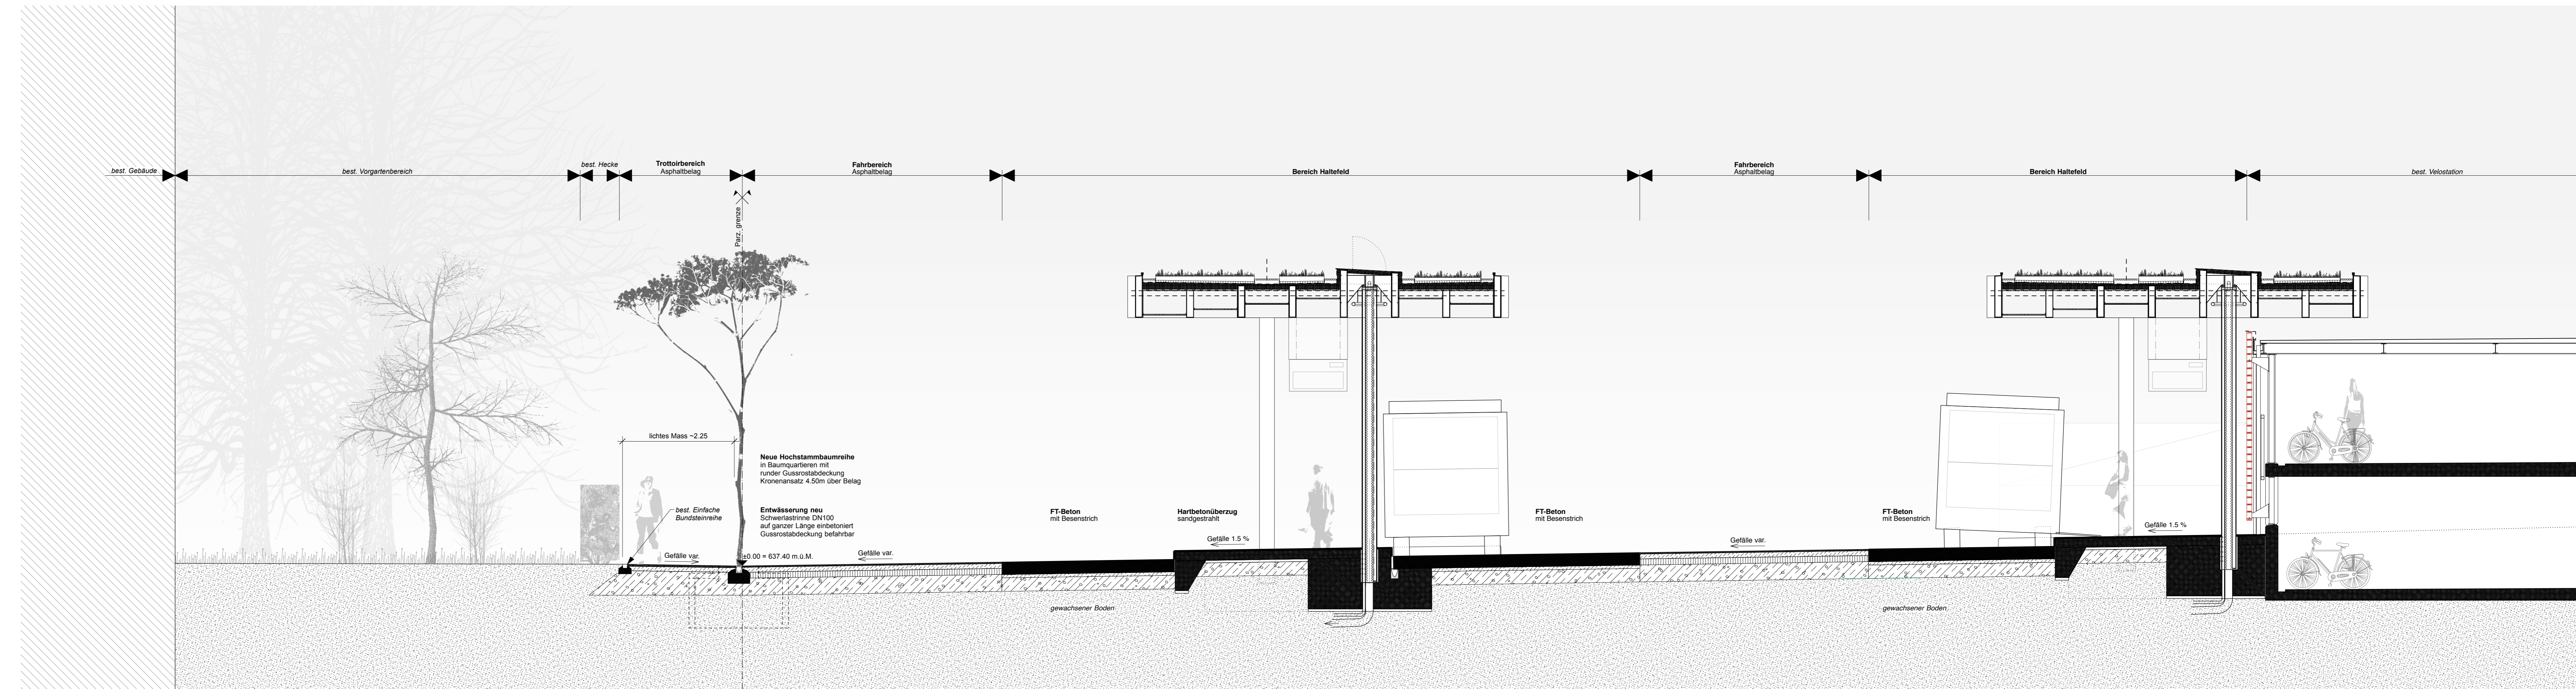 best. Gebäude
best. Vorgartenbereich
best. Hecke
Trottoirbereich
Asphaltbelag
Fahrbereich
Asphaltbelag
Bereich Haltefeld
Fahrbereich
Asphaltbelag
Bereich Haltefeld
best. Velostation
Parz. grenze
lichtes Mass ~2.25
Neue Hochstammbaumreihe
in Baumquartieren mit
runder Gussrostabdeckung
Kronenansatz 4.50m über Belag
best. Einfache
Bundsteinreihe
Entwässerung neu
Schwerlastrinne DN100
auf ganzer Länge einbetoniert
Gussrostabdeckung befahrbar
FT-Beton
mit Besenstrich
Hartbetonüberzug
sandgestrahlt
FT-Beton
mit Besenstrich
FT-Beton
mit Besenstrich
Gefälle 1.5 %
Gefälle 1.5 %
Gefälle var.
±0.00 = 637.40 m.ü.M.
Gefälle var.
Gefälle var.
gewachsener Boden
gewachsener Boden